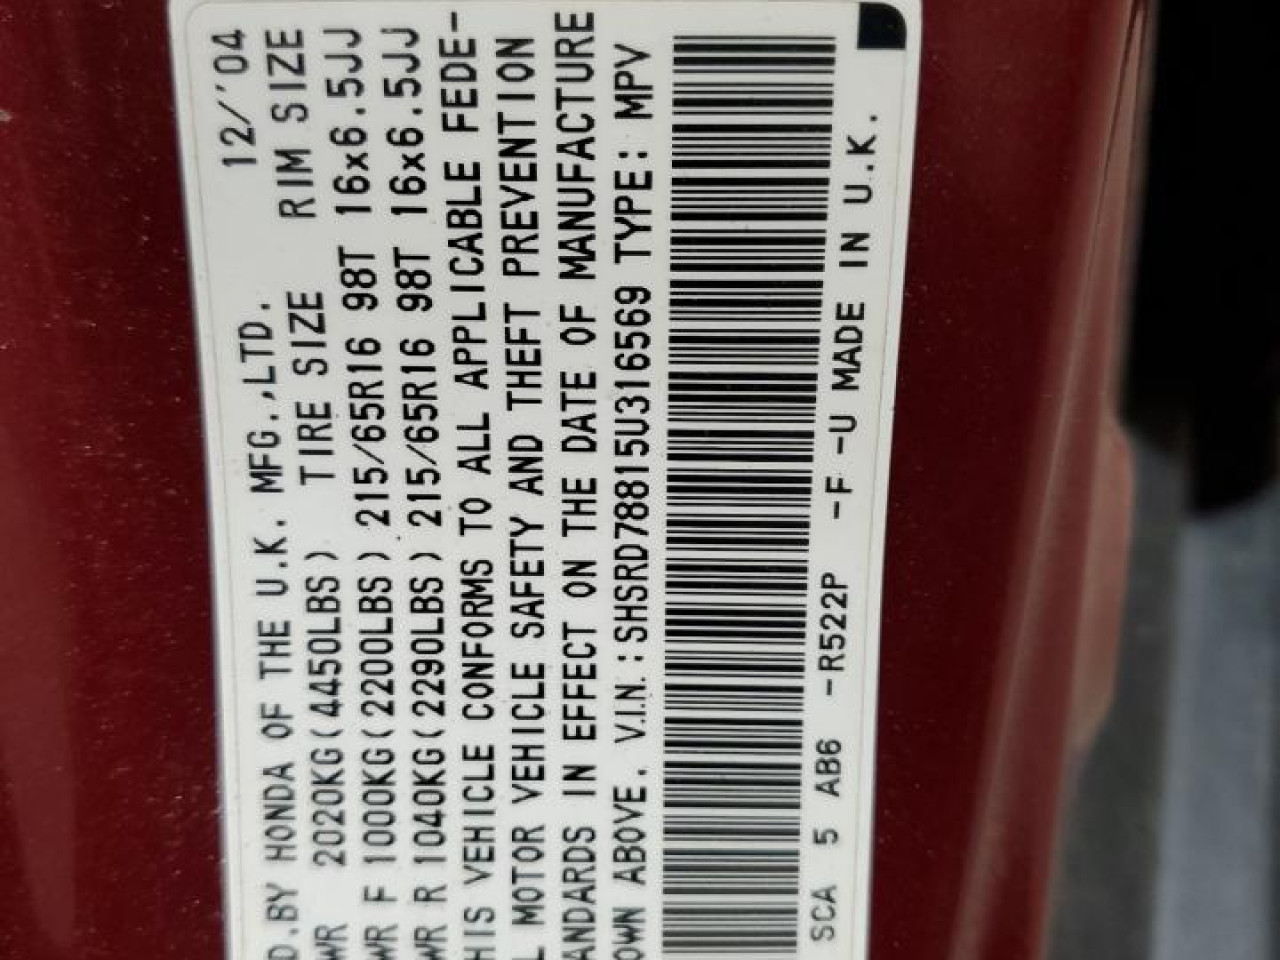 D.BY HONDA OF THE U.K. MFG.,LTD. 12/'04
WR 2020KG(4450LBS) TIRE SIZE RIM SIZE
WR F 1000KG(2200LBS) 215/65R16 98T 16x6.5JJ
WR R 1040KG(2290LBS) 215/65R16 98T 16x6.5JJ
HIS VEHICLE CONFORMS TO ALL APPLICABLE FEDE-
L MOTOR VEHICLE SAFETY AND THEFT PREVENTION
ANDARDS IN EFFECT ON THE DATE OF MANUFACTURE
OWN ABOVE. V.I.N.:SHSRD78815U316569 TYPE: MPV
SCA 5 AB6 -R522P -F -U MADE IN U.K.